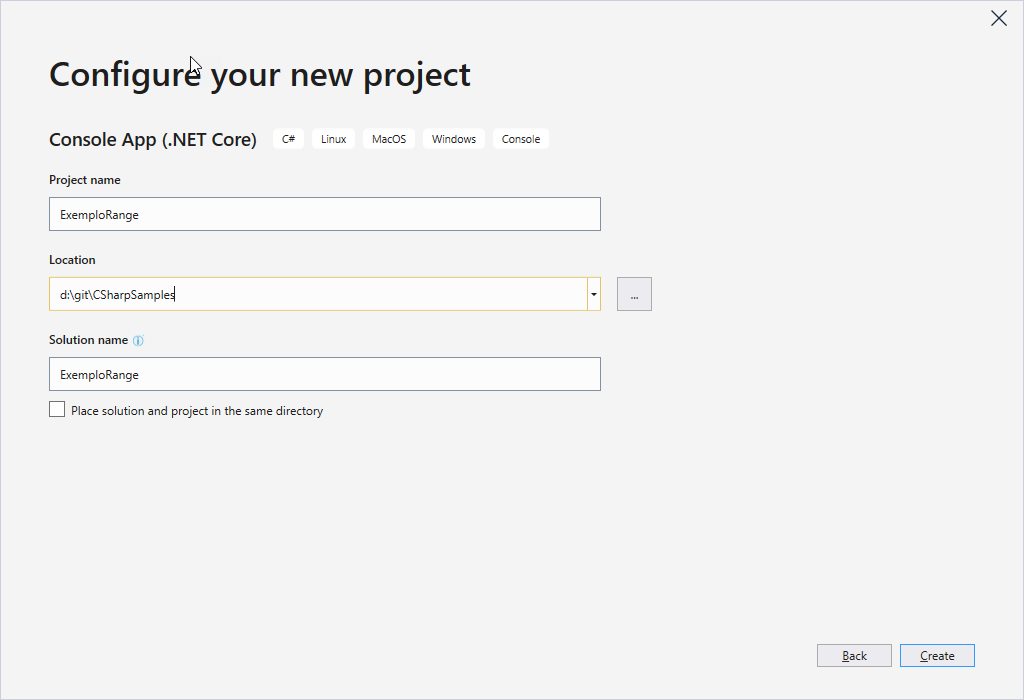 Configure your new project
Console App (.NET Core) C# Linux MacOS Windows Console
Project name
ExemploRange
Location
d:\git\CSharpSamples
...
Solution name
ExemploRange
Place solution and project in the same directory
Back Create